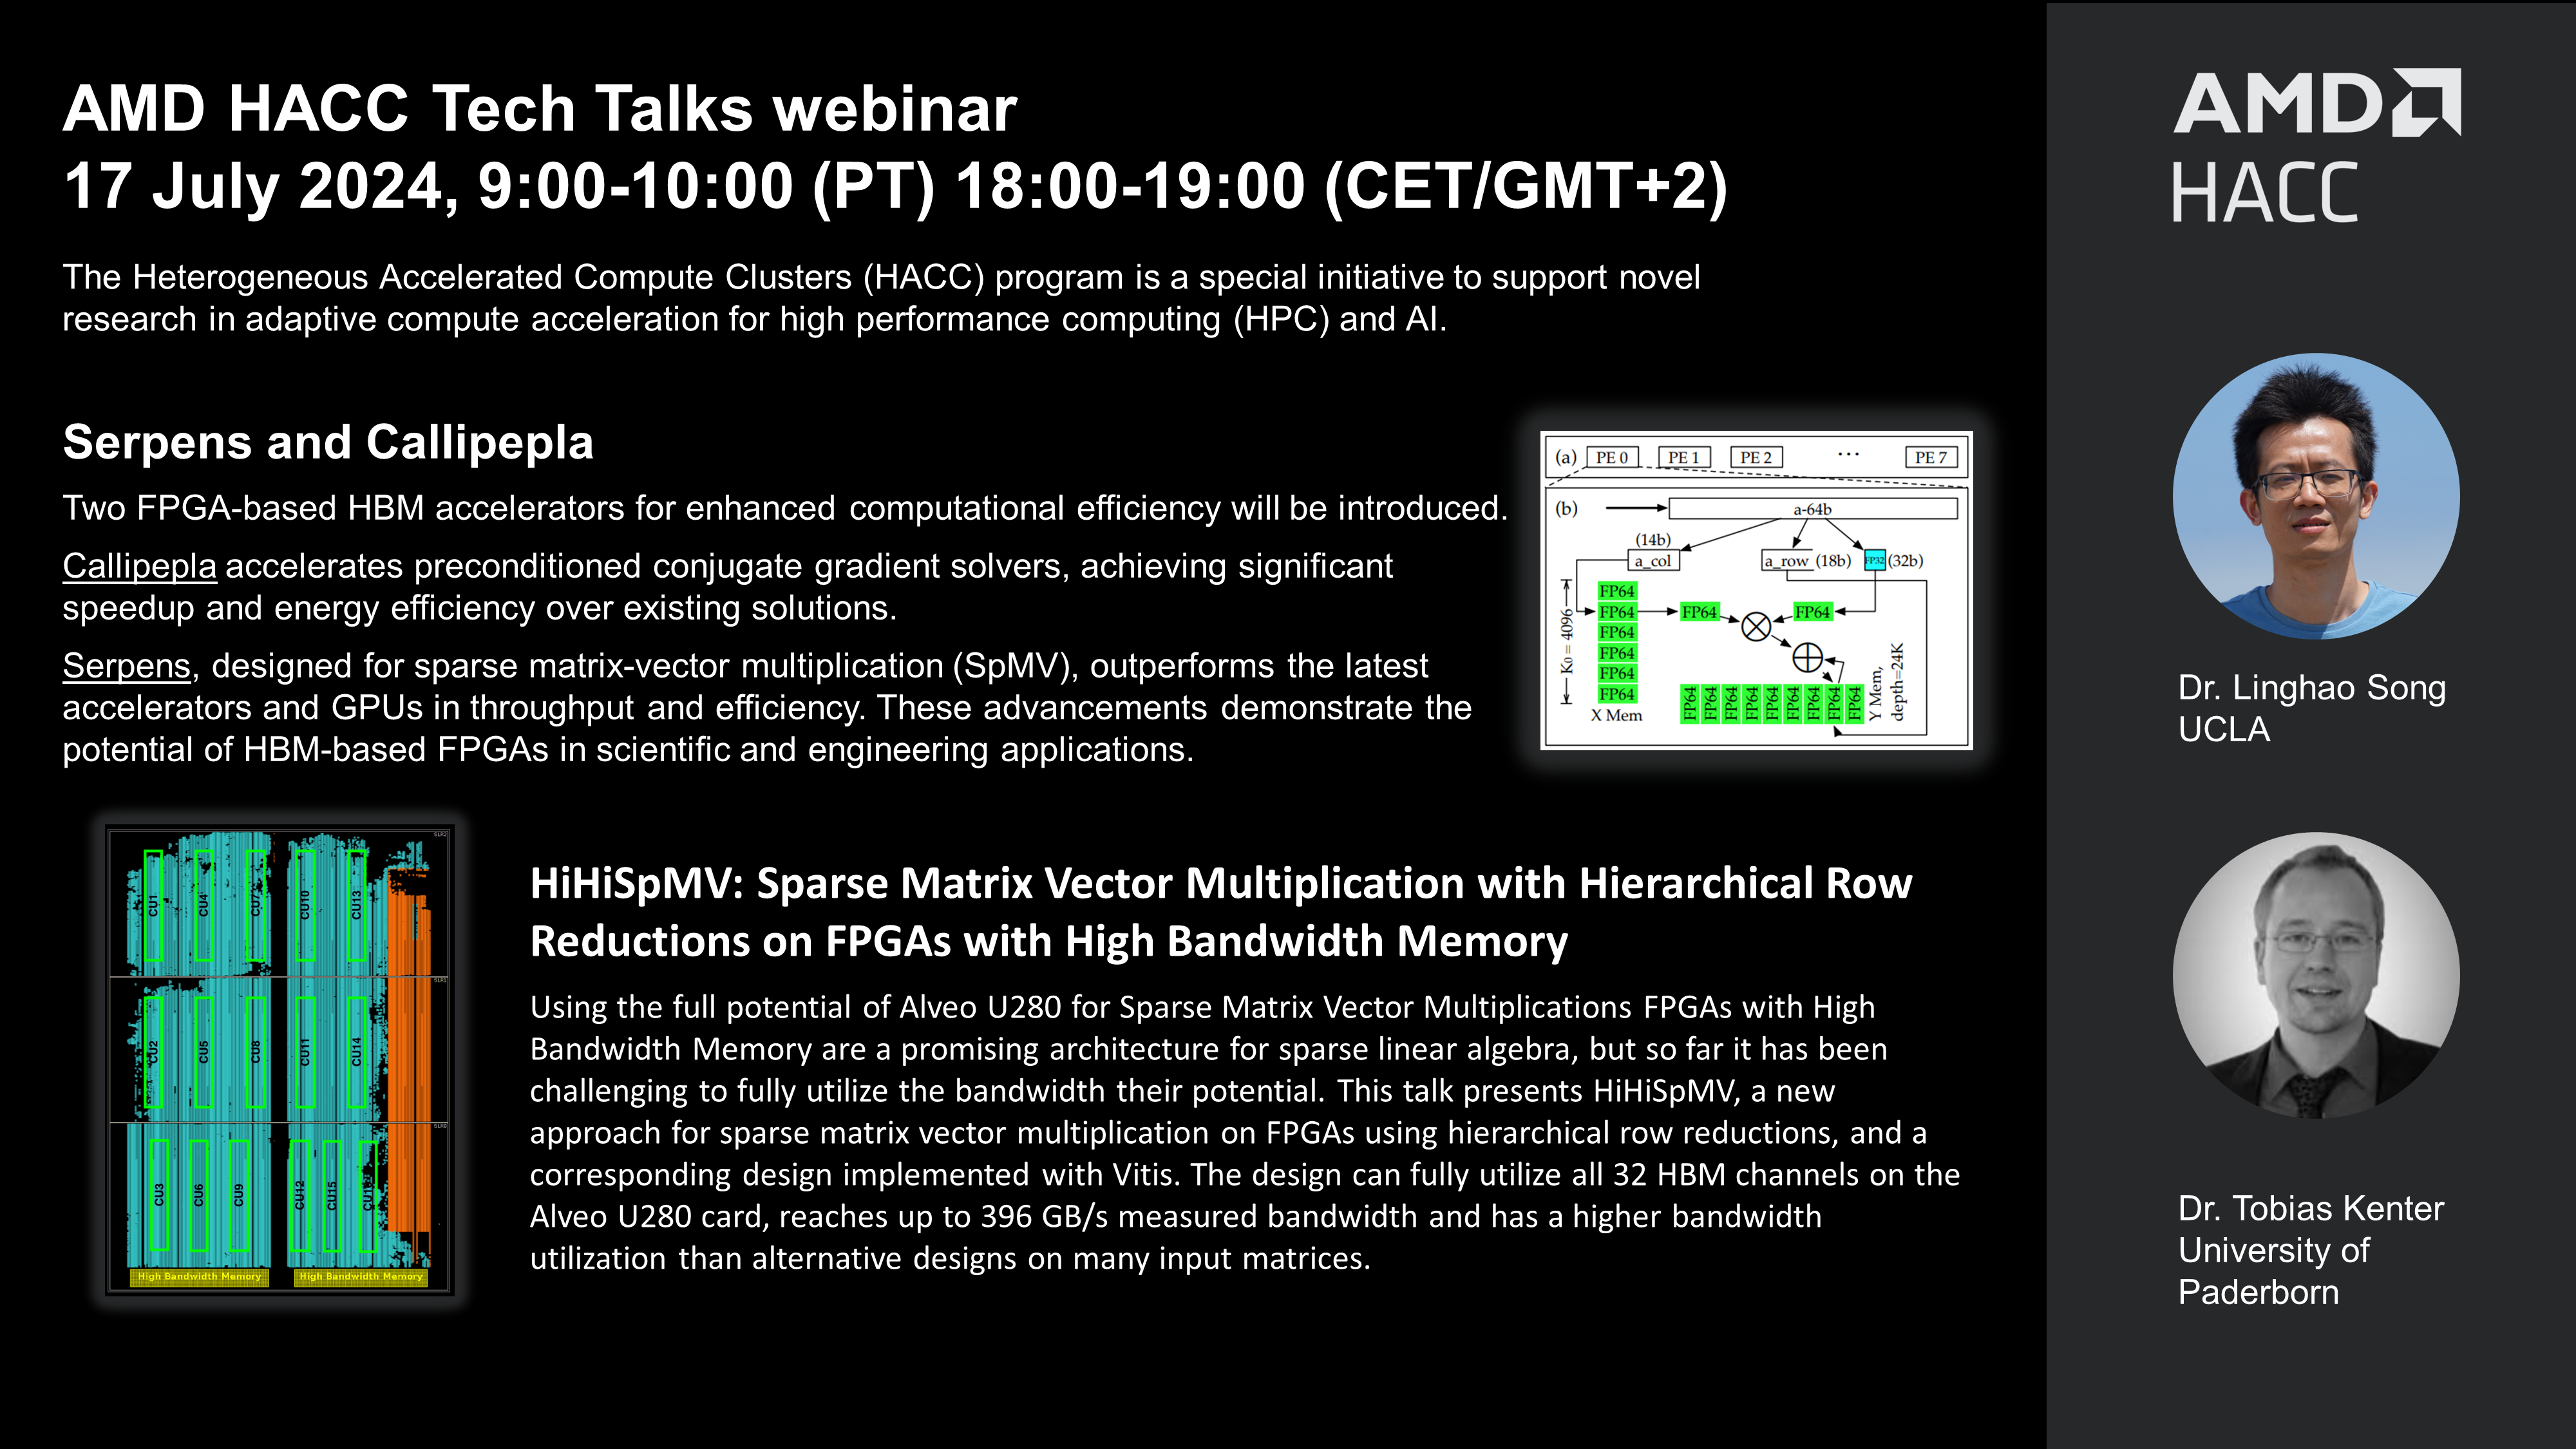 AMD HACC Tech Talks webinar
17 July 2024, 9:00-10:00 (PT) 18:00-19:00 (CET/GMT+2)
The Heterogeneous Accelerated Compute Clusters (HACC) program is a special initiative to support novel
research in adaptive compute acceleration for high performance computing (HPC) and AI.
Serpens and Callipepla
Two FPGA-based HBM accelerators for enhanced computational efficiency will be introduced.
Callipepla accelerates preconditioned conjugate gradient solvers, achieving significant
speedup and energy efficiency over existing solutions.
Serpens, designed for sparse matrix-vector multiplication (SpMV), outperforms the latest
accelerators and GPUs in throughput and efficiency. These advancements demonstrate the
potential of HBM-based FPGAs in scientific and engineering applications.
(a) PE 0 PE 1 PE 2 ··· PE 7
(b) a-64b
(14b)
a_col a_row (18b) FP32 (32b)
K0 = 4096
FP64
FP64 FP64 FP64
FP64
FP64
FP64
FP64
X Mem
FP64 FP64 FP64 FP64 FP64 FP64 FP64 FP64 FP64
Y Mem,
depth=24K
SLR2
CU1 CU4 CU7 CU10 CU13
SLR1
CU2 CU5 CU8 CU11 CU14
SLR0
CU3 CU6 CU9 CU12 CU15
High Bandwidth Memory High Bandwidth Memory
HiHiSpMV: Sparse Matrix Vector Multiplication with Hierarchical Row
Reductions on FPGAs with High Bandwidth Memory
Using the full potential of Alveo U280 for Sparse Matrix Vector Multiplications FPGAs with High
Bandwidth Memory are a promising architecture for sparse linear algebra, but so far it has been
challenging to fully utilize the bandwidth their potential. This talk presents HiHiSpMV, a new
approach for sparse matrix vector multiplication on FPGAs using hierarchical row reductions, and a
corresponding design implemented with Vitis. The design can fully utilize all 32 HBM channels on the
Alveo U280 card, reaches up to 396 GB/s measured bandwidth and has a higher bandwidth
utilization than alternative designs on many input matrices.
AMD
HACC
Dr. Linghao Song
UCLA
Dr. Tobias Kenter
University of
Paderborn